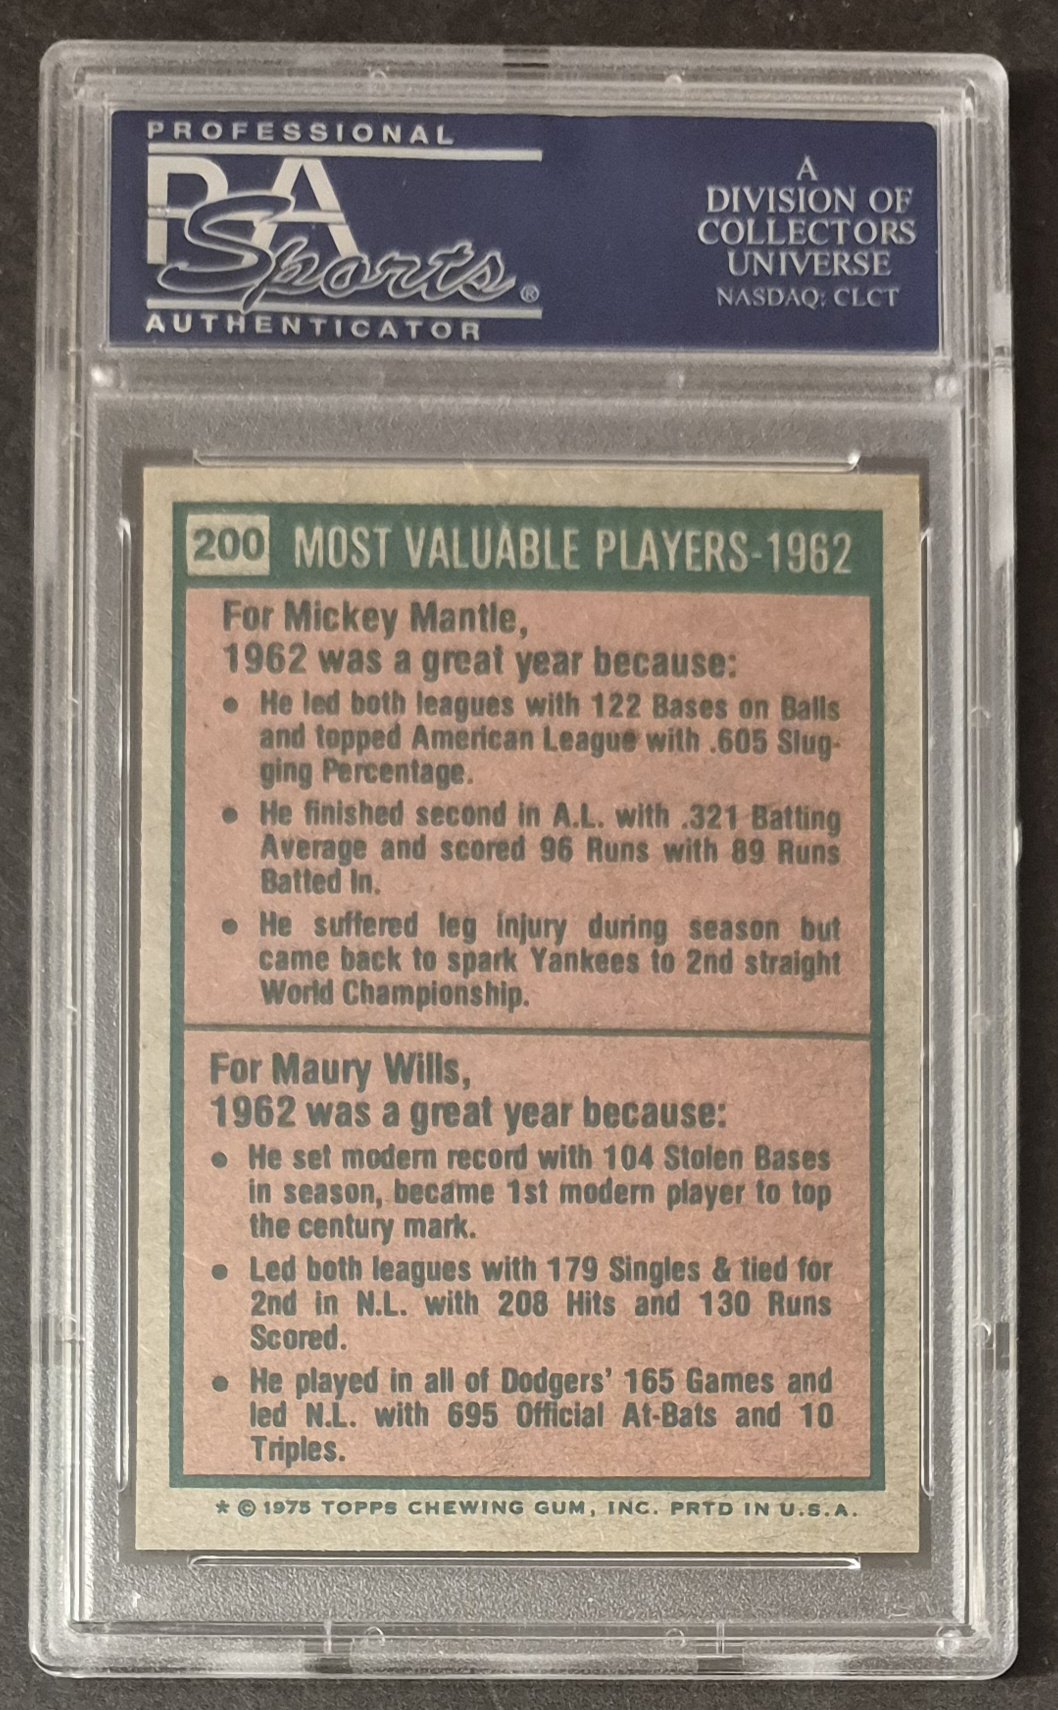 PROFESSIONAL
PSA
Sports®
AUTHENTICATOR
A
DIVISION OF
COLLECTORS
UNIVERSE
NASDAQ: CLCT
200 MOST VALUABLE PLAYERS-1962
For Mickey Mantle,
1962 was a great year because:
• He led both leagues with 122 Bases on Balls
and topped American League with .605 Slug-
ging Percentage.
• He finished second in A.L. with .321 Batting
Average and scored 96 Runs with 89 Runs
Batted In.
• He suffered leg injury during season but
came back to spark Yankees to 2nd straight
World Championship.
For Maury Wills,
1962 was a great year because:
• He set modern record with 104 Stolen Bases
in season, became 1st modern player to top
the century mark.
• Led both leagues with 179 Singles & tied for
2nd in N.L. with 208 Hits and 130 Runs
Scored.
• He played in all of Dodgers' 165 Games and
led N.L. with 695 Official At-Bats and 10
Triples.
* © 1975 TOPPS CHEWING GUM, INC. PRTD IN U.S.A.